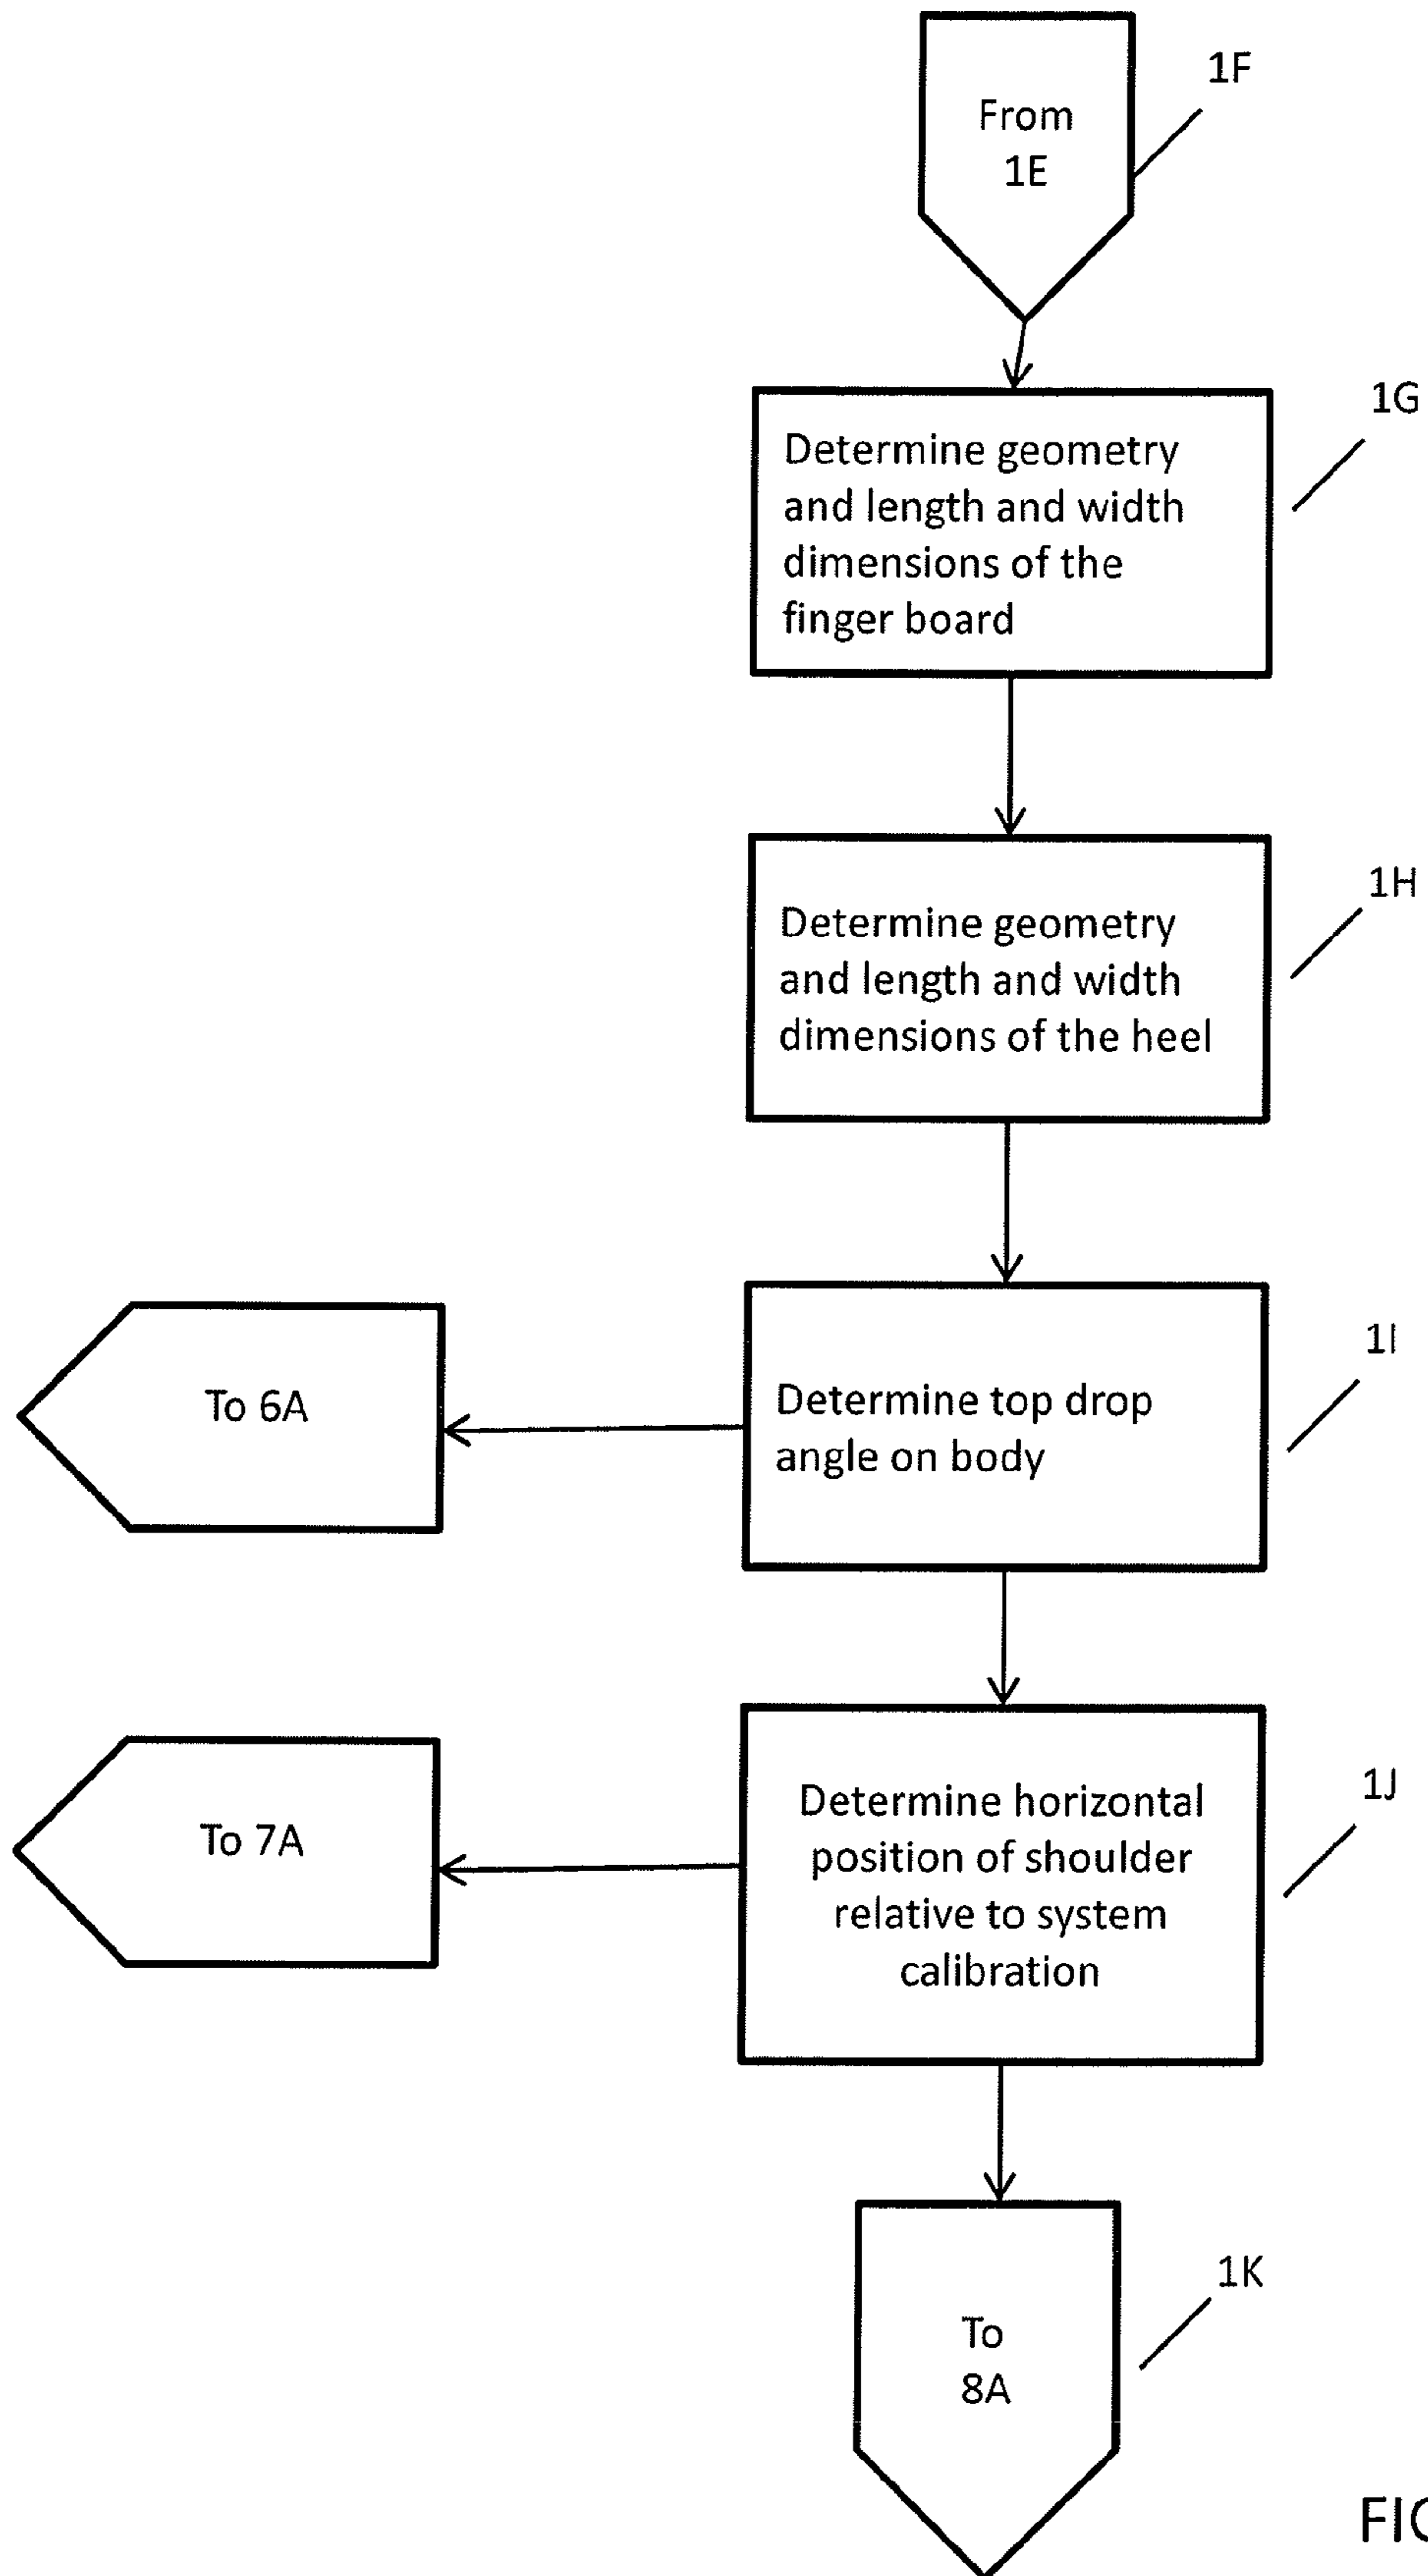 1F
From
1E
1G
Determine geometry
and length and width
dimensions of the
finger board
1H
Determine geometry
and length and width
dimensions of the heel
1I
To 6A
Determine top drop
angle on body
1J
To 7A
Determine horizontal
position of shoulder
relative to system
calibration
1K
To
8A